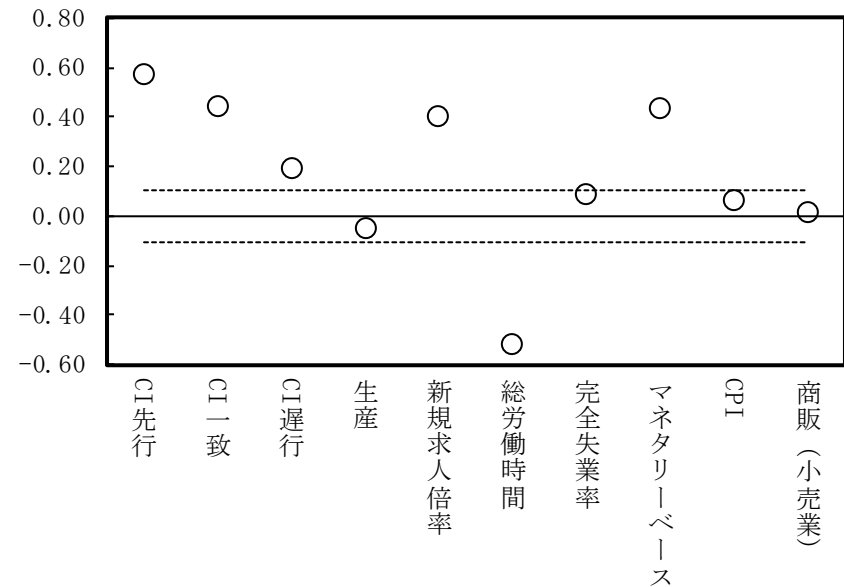 0.80
0.60
0.40
0.20
0.00
-0.20
-0.40
-0.60
CI先行
CI一致
CI遅行
生産
新規求人倍率
総労働時間
完全失業率
マネタリーベース
CPI
商販（小売業）